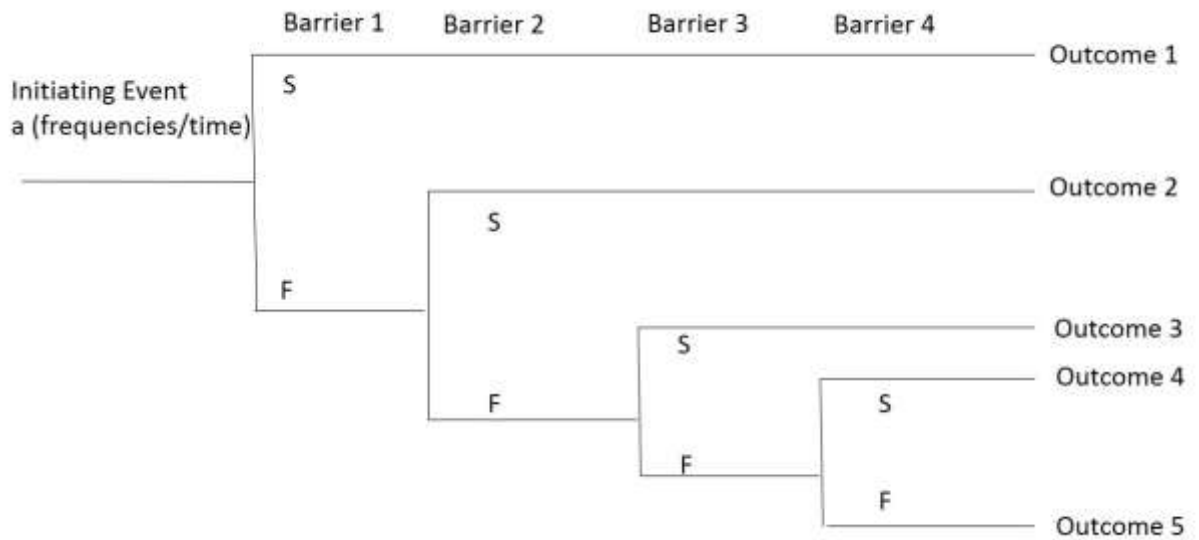 Barrier 1
Barrier 2
Barrier 3
Barrier 4
Outcome 1
S
Initiating Event
a (frequencies/time)
Outcome 2
S
F
Outcome 3
S
Outcome 4
F
S
F
F
Outcome 5